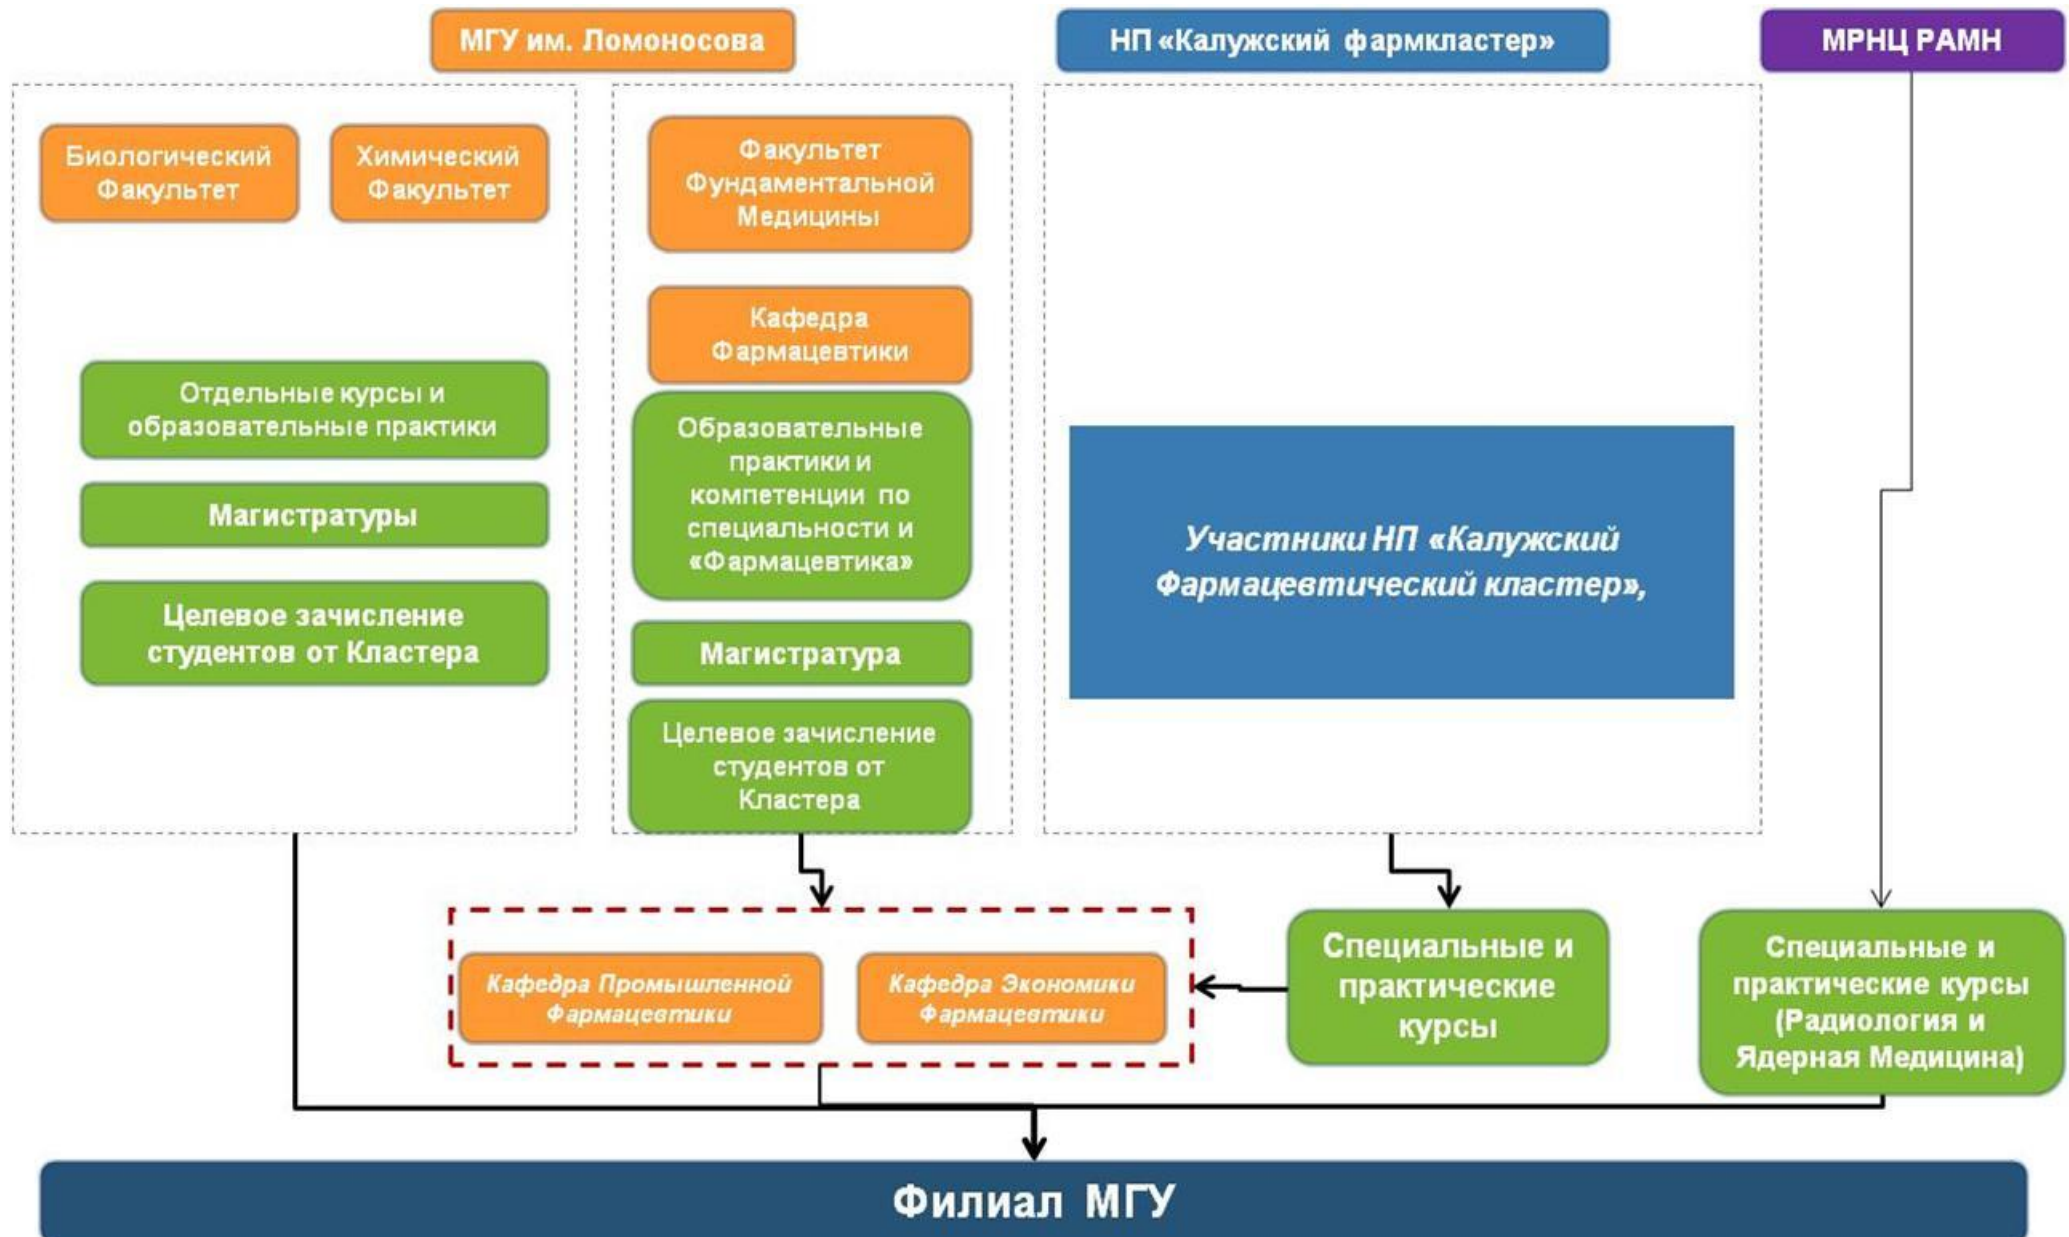 МГУ им. Ломоносова
НП «Калужский фармкластер»
МРНЦ РАМН
Биологический
Факультет
Химический
Факультет
Факультет
Фундаментальной
Медицины
Кафедра
Фармацевтики
Отдельные курсы и
образовательные практики
Магистратуры
Целевое зачисление
студентов от Кластера
Образовательные
практики и
компетенции по
специальности и
«Фармацевтика»
Магистратура
Целевое зачисление
студентов от
Кластера
Участники НП «Калужский
Фармацевтический кластер»,
Кафедра Промышленной
Фармацевтики
Кафедра Экономики
Фармацевтики
Специальные и
практические
курсы
Специальные и
практические курсы
(Радиология и
Ядерная Медицина)
Филиал МГУ